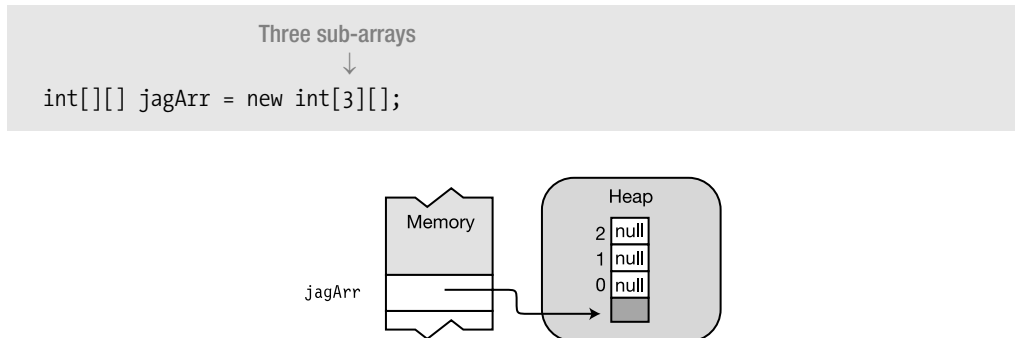 Three sub-arrays
↓
int[][] jagArr = new int[3][];
Heap
Memory
2 null
1 null
0 null
jagArr